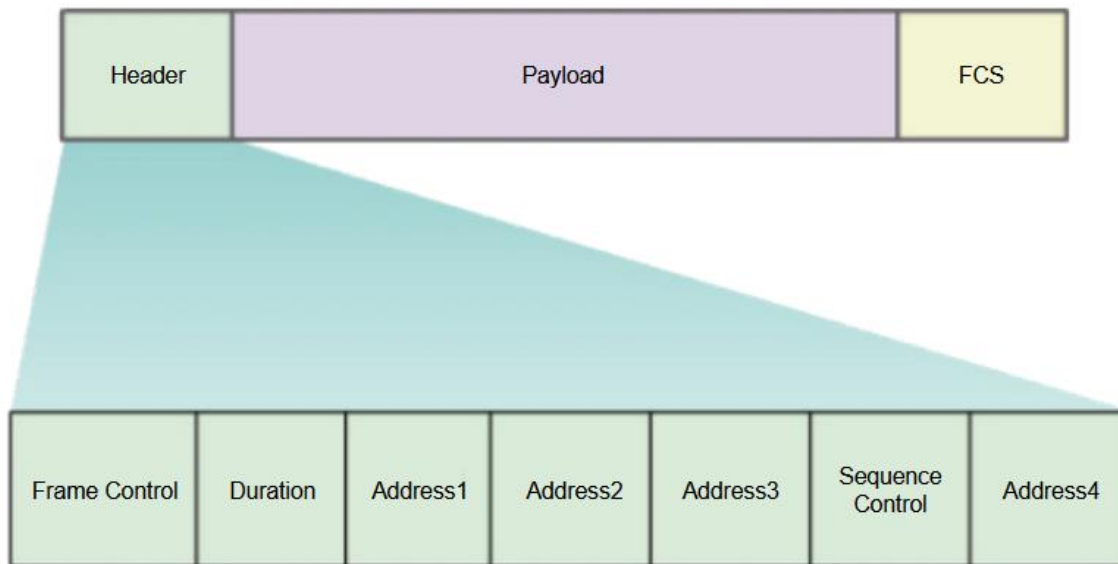 Header
Payload
FCS
Frame Control
Duration
Address1
Address2
Address3
Sequence
Control
Address4